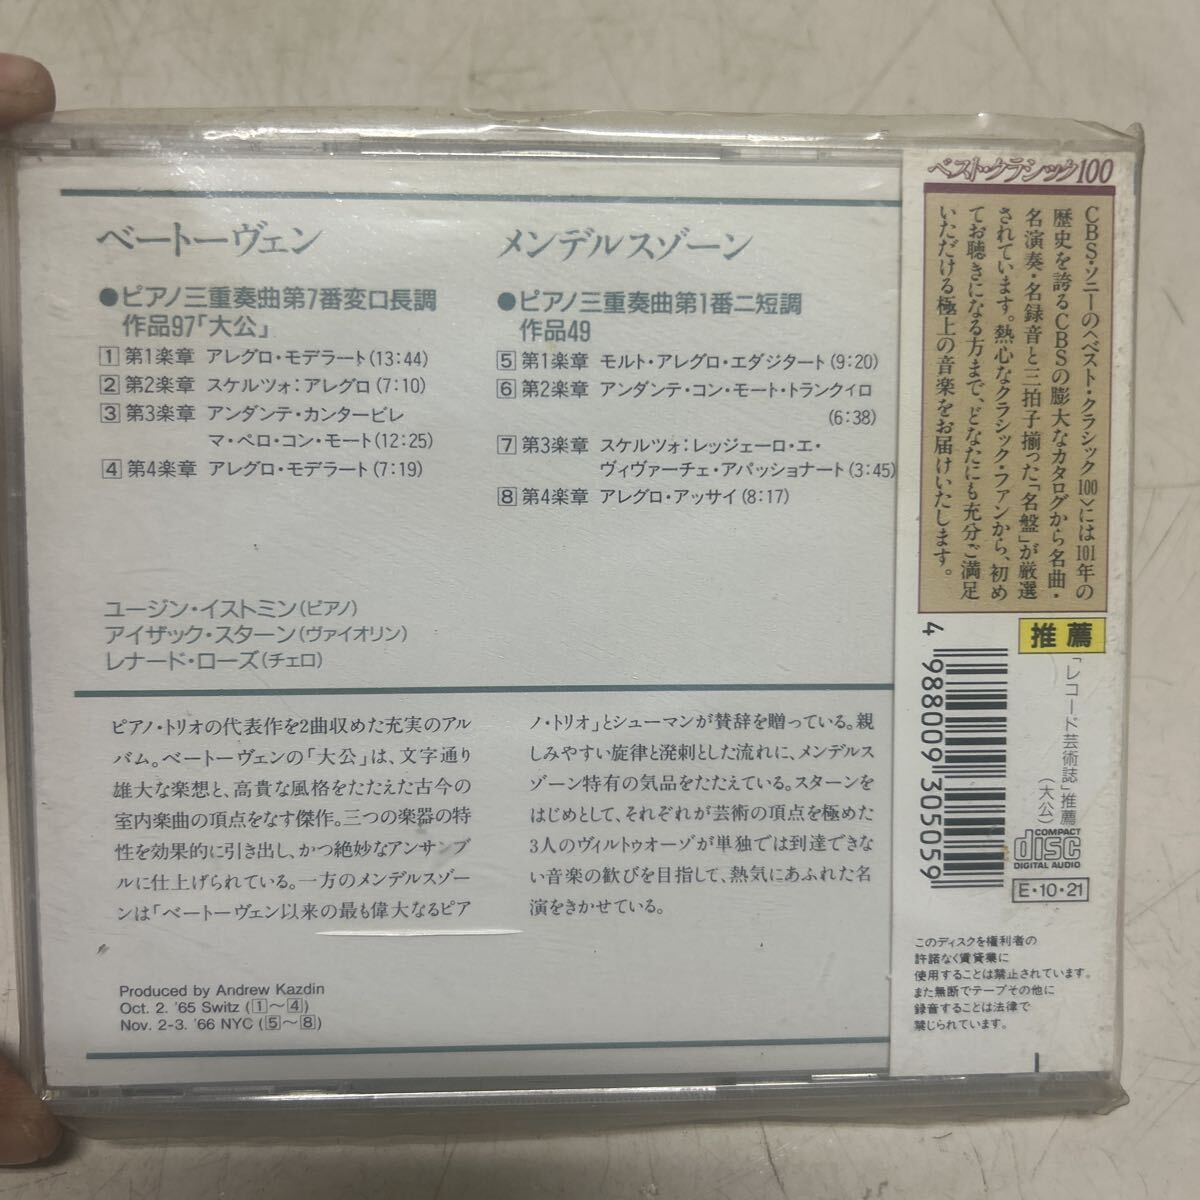 ベートーヴェン
●ピアノ三重奏曲第7番変ロ長調
作品97「大公」
1 第1楽章 アレグロ・モデラート(13:44)
2 第2楽章 スケルツォ:アレグロ(7:10)
3 第3楽章 アンダンテ・カンタービレ
マ・ペロ・コン・モート(12:25)
4 第4楽章 アレグロ・モデラート(7:19)
メンデルスゾーン
●ピアノ三重奏曲第1番ニ短調
作品49
5 第1楽章 モルト・アレグロ・エダジタート(9:20)
6 第2楽章 アンダンテ・コン・モート・トランクィロ
(6:38)
7 第3楽章 スケルツォ:レッジェーロ・エ・
ヴィヴァーチェ・アパッショナート(3:45)
8 第4楽章 アレグロ・アッサイ(8:17)
ユージン・イストミン(ピアノ)
アイザック・スターン(ヴァイオリン)
レナード・ローズ(チェロ)
ピアノ・トリオの代表作を2曲収めた充実のアル
バム。ベートーヴェンの「大公」は、文字通り
雄大な楽想と、高貴な風格をたたえた古今の
室内楽曲の頂点をなす傑作。三つの楽器の特
性を効果的に引き出し、かつ絶妙なアンサンブ
ルに仕上げられている。一方のメンデルスゾー
ンは「ベートーヴェン以来の最も偉大なるピア
ノ・トリオ」とシューマンが賛辞を贈っている。親
しみやすい旋律と溌剌とした流れに、メンデルス
ゾーン特有の気品をたたえている。スターンを
はじめとして、それぞれが芸術の頂点を極めた
3人のヴィルトゥオーゾが単独では到達できな
い音楽の歓びを目指して、熱気にあふれた名
演をきかせている。
Produced by Andrew Kazdin
Oct. 2. '65 Switz (1〜4)
Nov. 2-3. '66 NYC (5〜8)
ベスト・クラシック100
CBS・ソニーの〈ベスト・クラシック100〉には101年の
歴史を誇るCBSの膨大なカタログから名曲・
名演奏・名録音と三拍子揃った「名盤」が厳選
されています。熱心なクラシック・ファンから、初め
てお聴きになる方まで、どなたにも充分ご満足
いただける極上の音楽をお届けいたします。
推薦
「レコード芸術誌」推薦
(大公)
4 988009 305059
COMPACT
disc
DIGITAL AUDIO
E・10・21
このディスクを権利者の
許諾なく賃貸業に
使用することは禁止されています。
また無断でテープその他に
録音することは法律で
禁じられています。